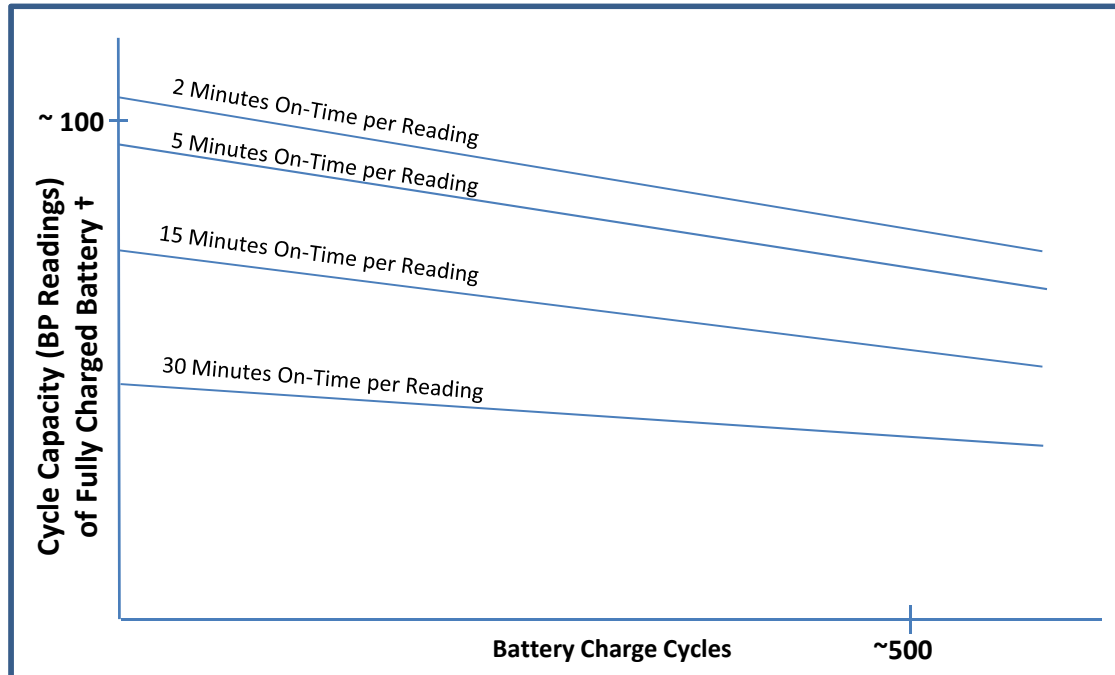 2 Minutes On-Time per Reading
~ 100
5 Minutes On-Time per Reading
15 Minutes On-Time per Reading
30 Minutes On-Time per Reading
Cycle Capacity (BP Readings)
of Fully Charged Battery †
Battery Charge Cycles
~500